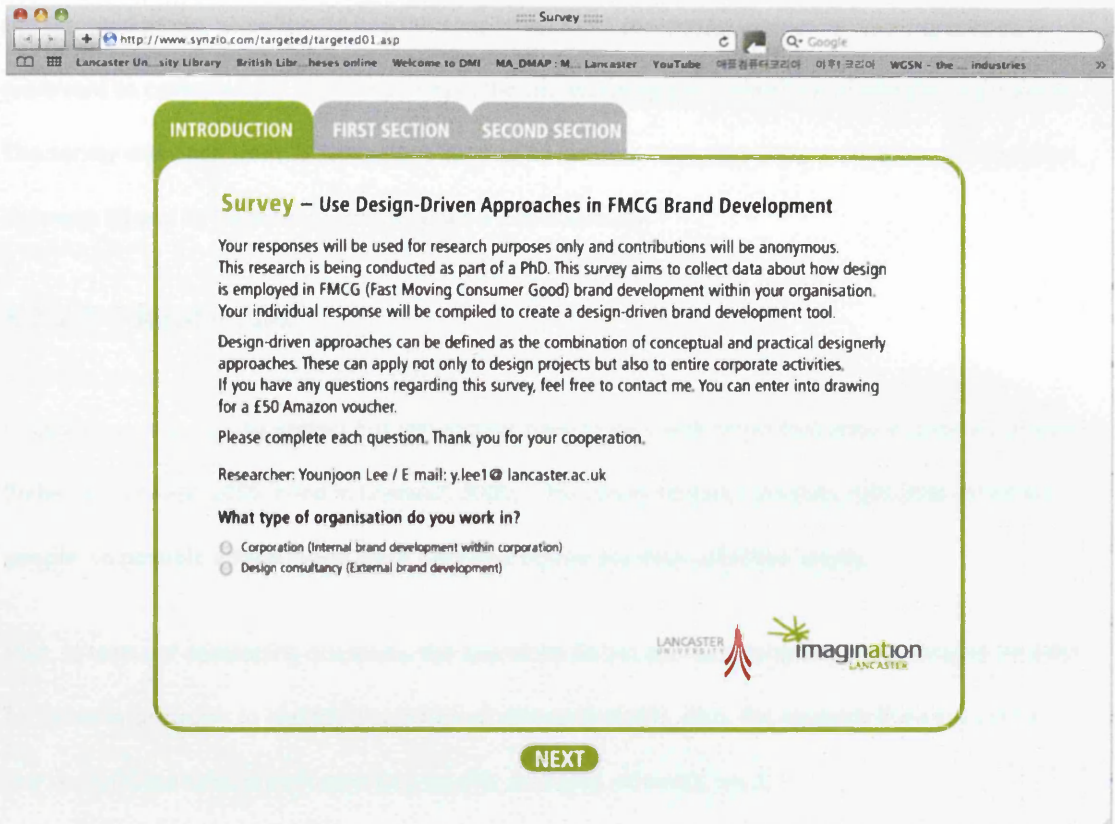 ::::: Survey :::::
http://www.synzio.com/targeted/targeted01.asp
Google
Lancaster Un...sity Library British Libr...heses online Welcome to DMI MA_DMAP : M... Lancaster YouTube WGSN – the ... industries
INTRODUCTION FIRST SECTION SECOND SECTION
Survey – Use Design-Driven Approaches in FMCG Brand Development
Your responses will be used for research purposes only and contributions will be anonymous.
This research is being conducted as part of a PhD. This survey aims to collect data about how design
is employed in FMCG (Fast Moving Consumer Good) brand development within your organisation.
Your individual response will be compiled to create a design-driven brand development tool.
Design-driven approaches can be defined as the combination of conceptual and practical designerly
approaches. These can apply not only to design projects but also to entire corporate activities.
If you have any questions regarding this survey, feel free to contact me. You can enter into drawing
for a £50 Amazon voucher.
Please complete each question. Thank you for your cooperation.
Researcher: Younjoon Lee / E mail: y.lee1@ lancaster.ac.uk
What type of organisation do you work in?
Corporation (Internal brand development within corporation)
Design consultancy (External brand development)
LANCASTER
UNIVERSITY
imagination
LANCASTER
NEXT